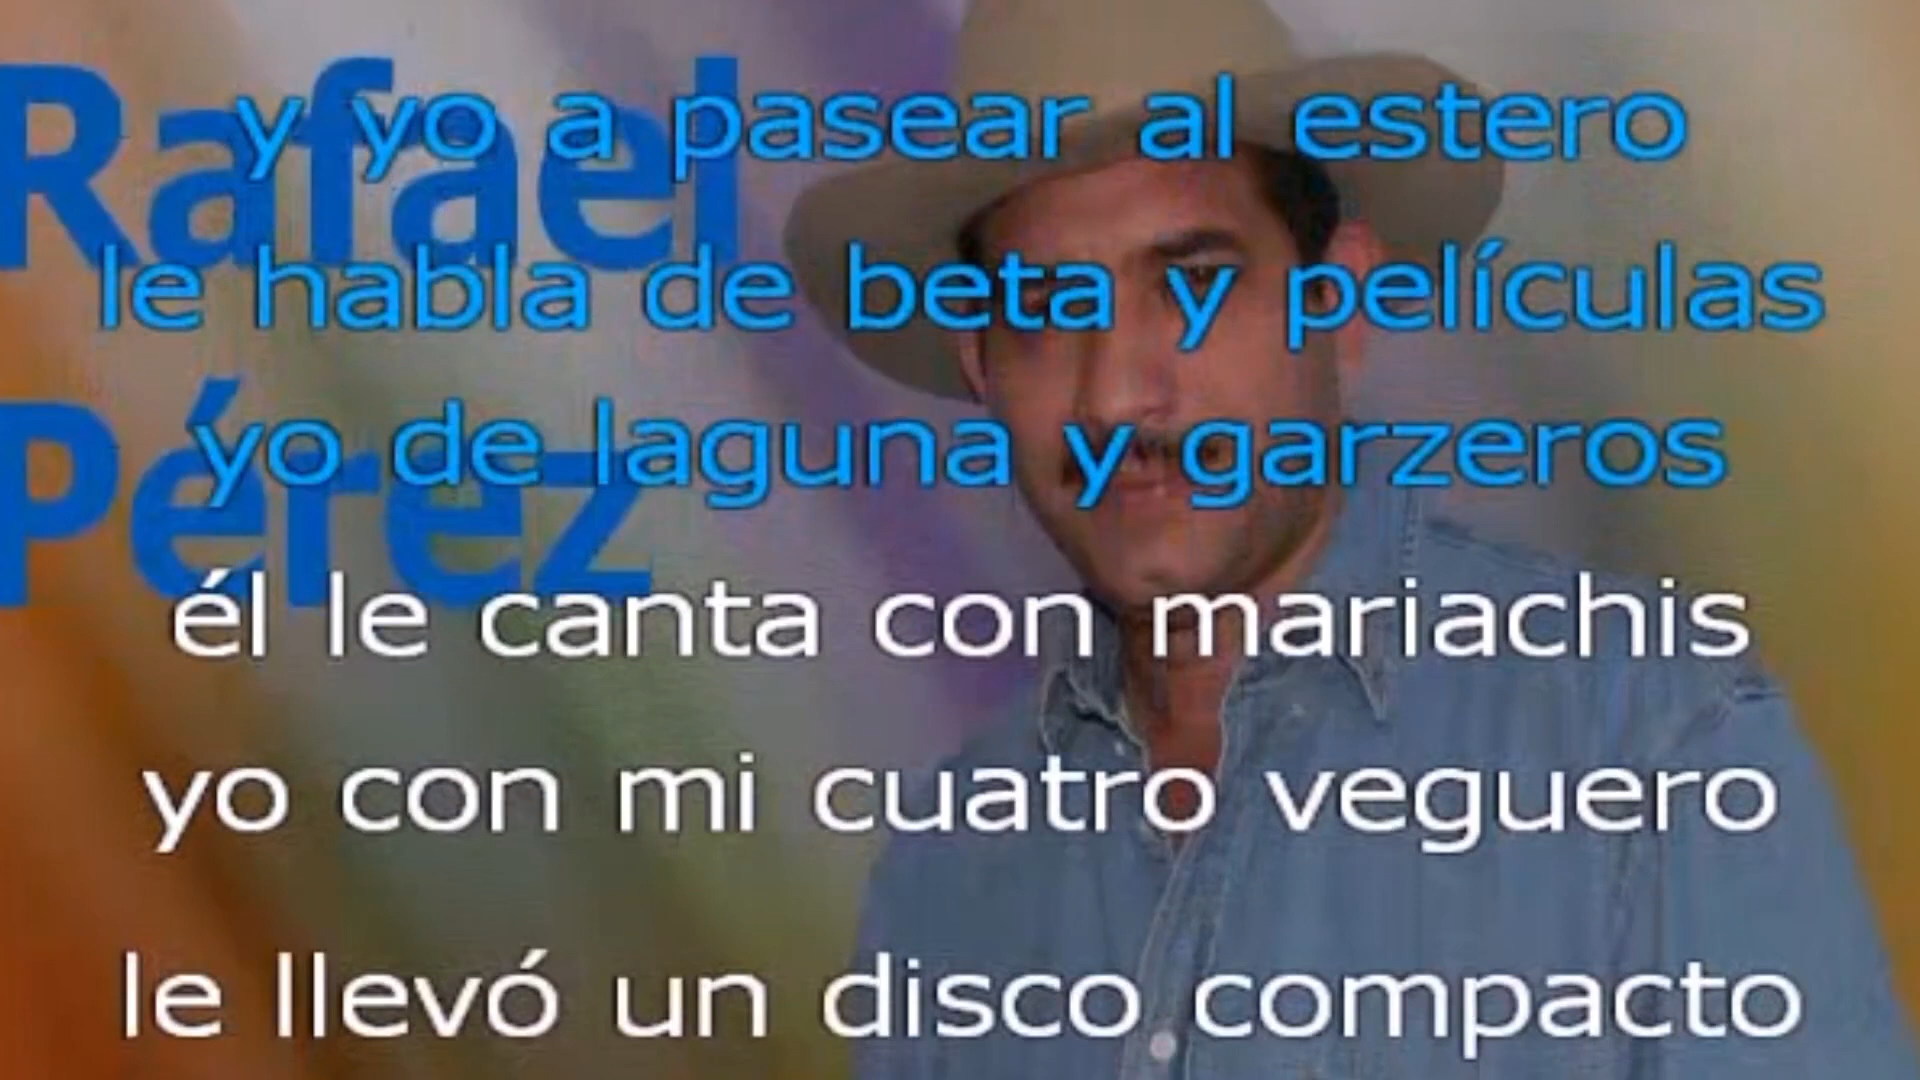 Rafael
Pérez
y yo a pasear al estero
le habla de beta y películas
yo de laguna y garzeros
él le canta con mariachis
yo con mi cuatro veguero
le llevó un disco compacto